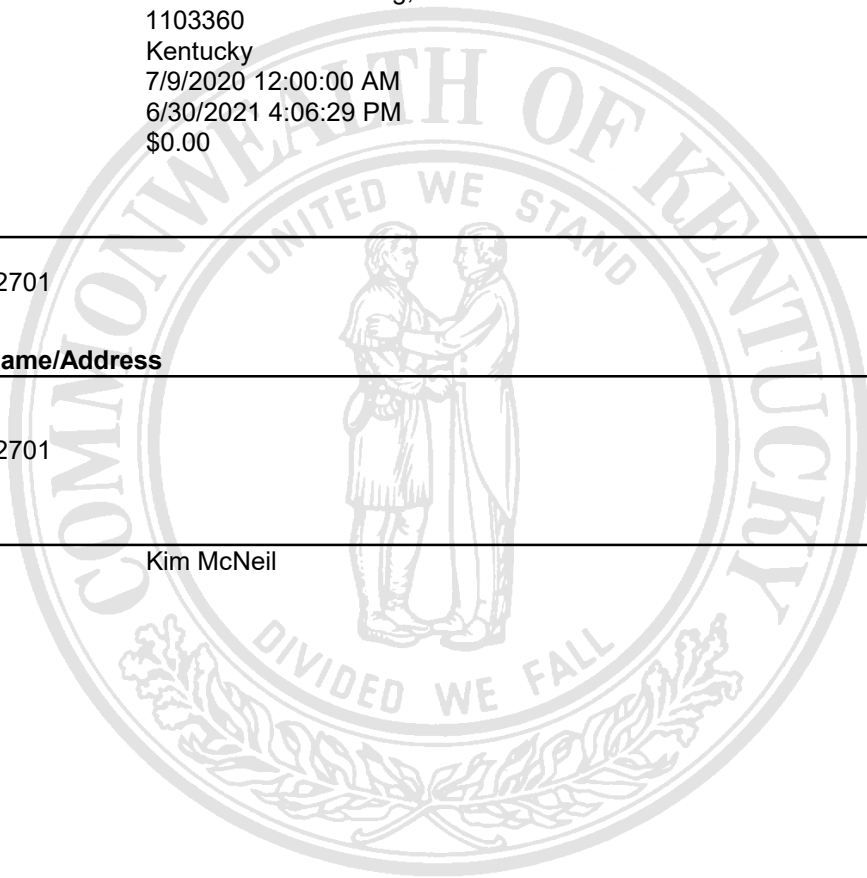 1103360
Kentucky
7/9/2020 12:00:00 AM
6/30/2021 4:06:29 PM
$0.00
2701
ame/Address
2701
Kim McNeil
COMMONWEALTH OF KENTUCKY
UNITED WE STAND
DIVIDED WE FALL